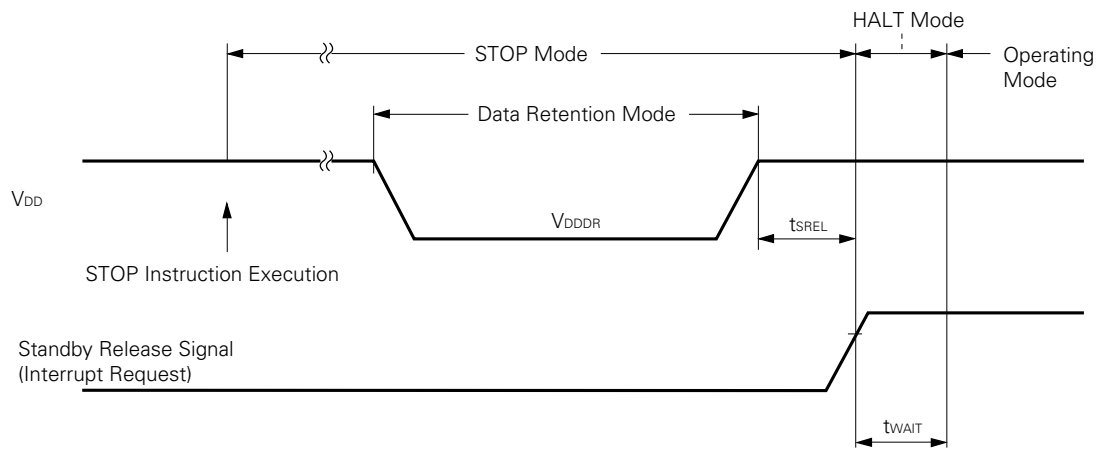 HALT Mode
STOP Mode
Operating
Mode
Data Retention Mode
VDD
VDDDR
tSREL
STOP Instruction Execution
Standby Release Signal
(Interrupt Request)
tWAIT